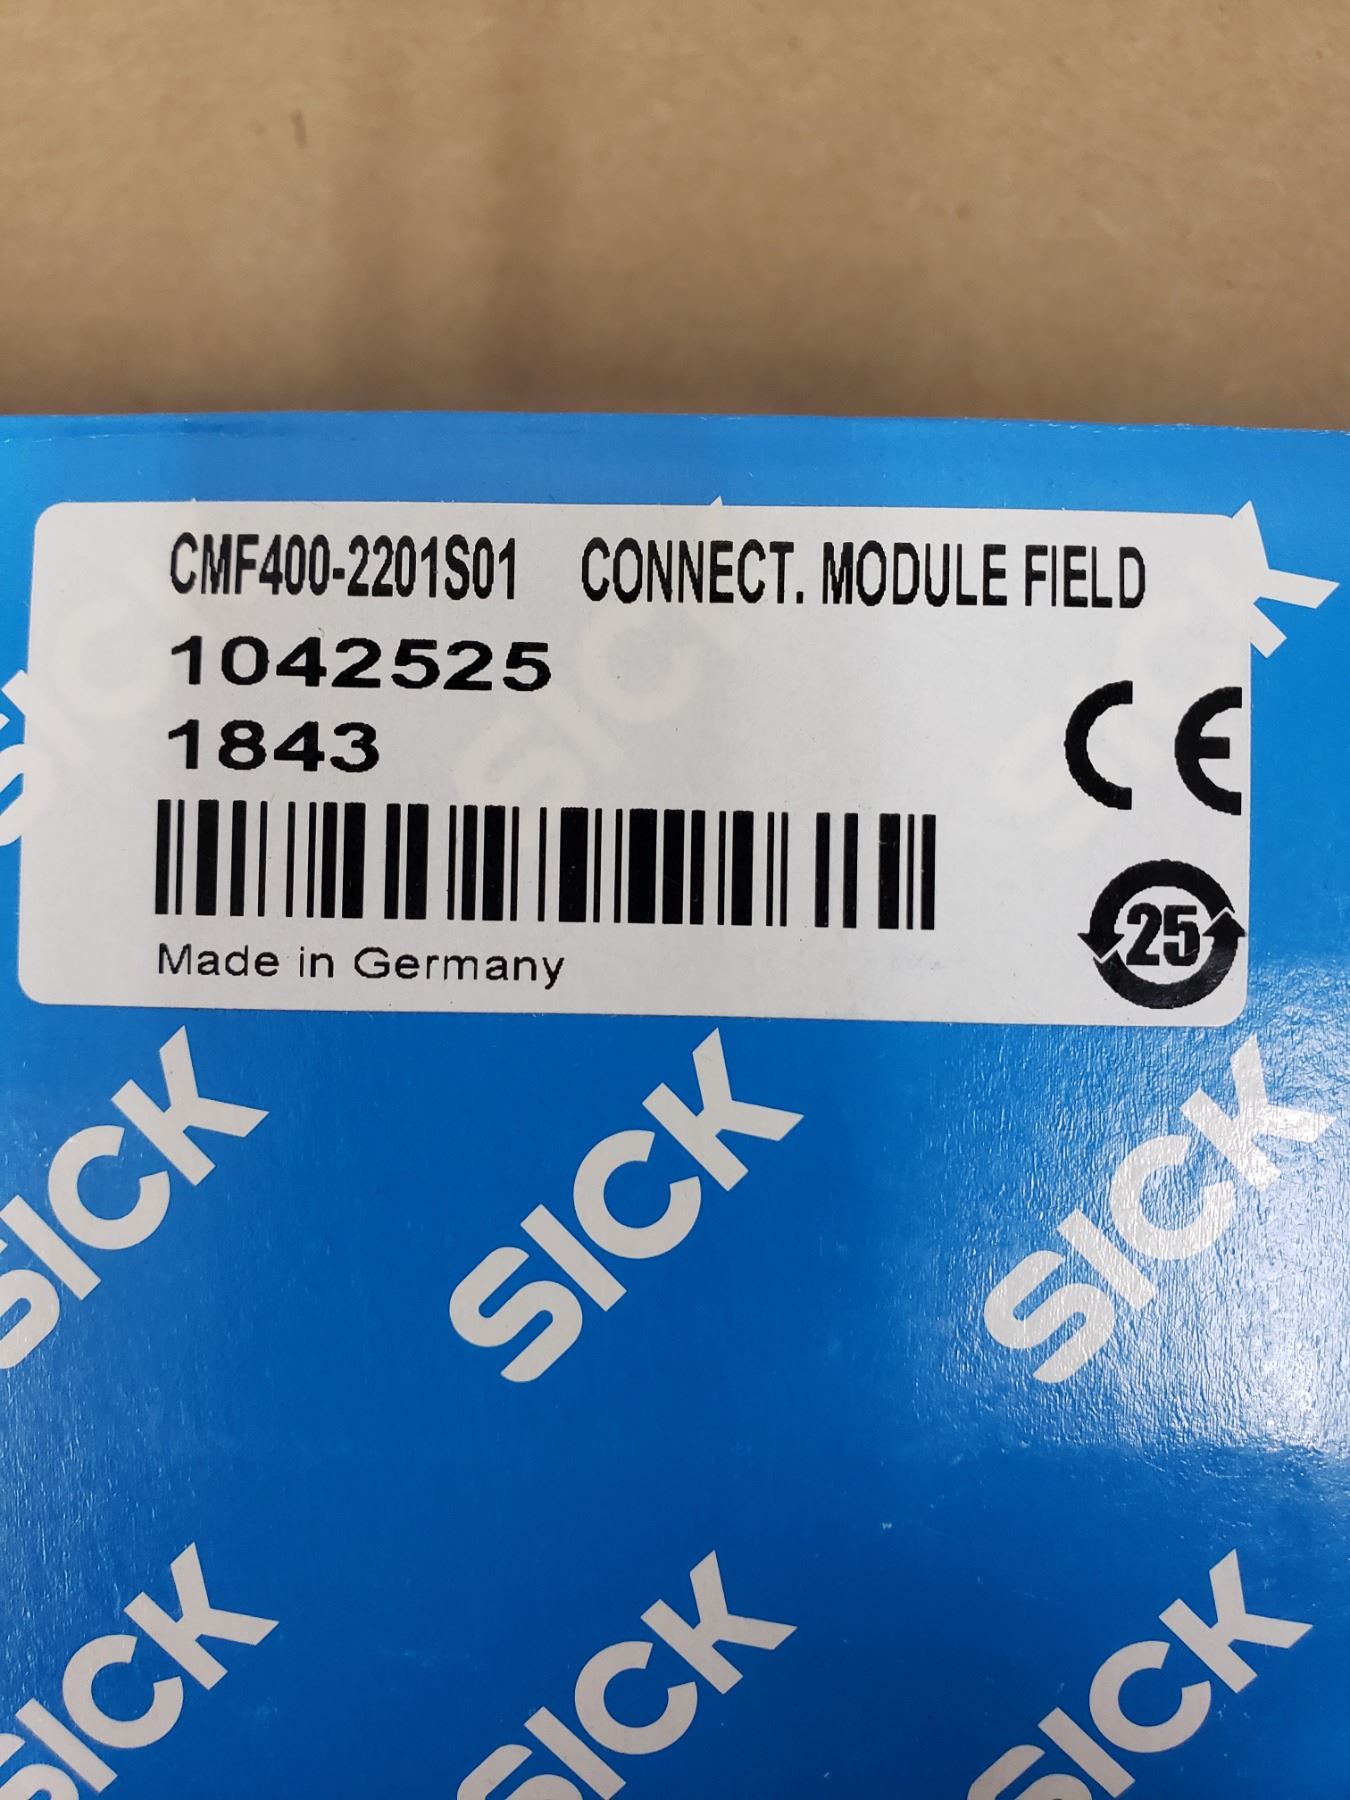 CMF400-2201S01 CONNECT. MODULE FIELD
1042525
1843
CE
25
Made in Germany
SICK
SICK
SICK
SICK
SICK
SICK